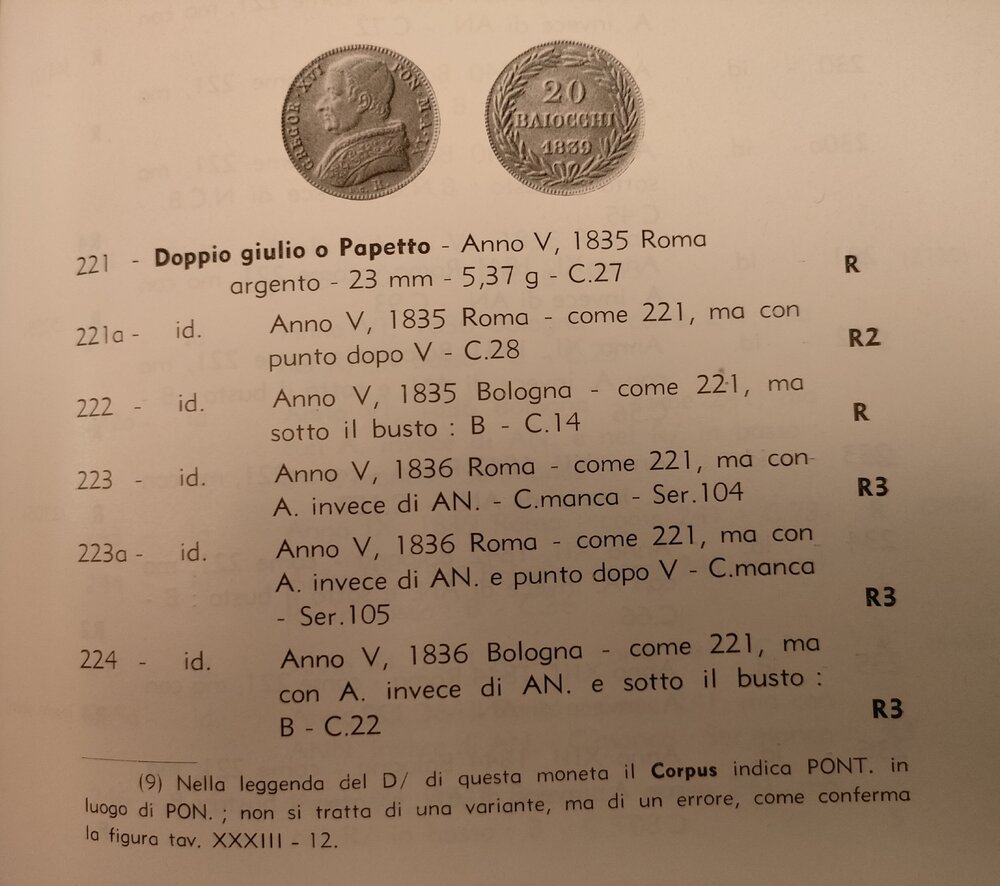 GREGOR XVI PON M A
20
BAIOCCHI
1839
221 - Doppio giulio o Papetto - Anno V, 1835 Roma
argento - 23 mm - 5,37 g - C.27 R
221a - id. Anno V, 1835 Roma - come 221, ma con
punto dopo V - C.28 R2
222 - id. Anno V, 1835 Bologna - come 221, ma
sotto il busto : B - C.14 R
223 - id. Anno V, 1836 Roma - come 221, ma con
A. invece di AN. - C.manca - Ser.104 R3
223a - id. Anno V, 1836 Roma - come 221, ma con
A. invece di AN. e punto dopo V - C.manca
- Ser.105 R3
224 - id. Anno V, 1836 Bologna - come 221, ma
con A. invece di AN. e sotto il busto :
B - C.22 R3
(9) Nella leggenda del D/ di questa moneta il Corpus indica PONT. in
luogo di PON. ; non si tratta di una variante, ma di un errore, come conferma
la figura tav. XXXIII - 12.